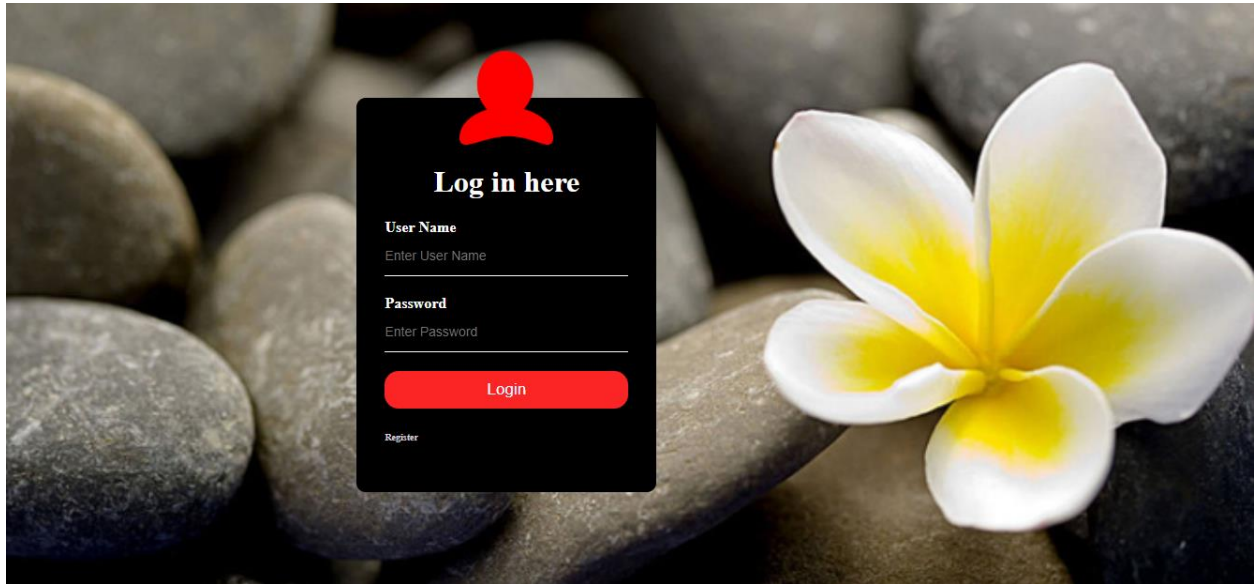 Log in here
User Name
Enter User Name
Password
Enter Password
Login
Register